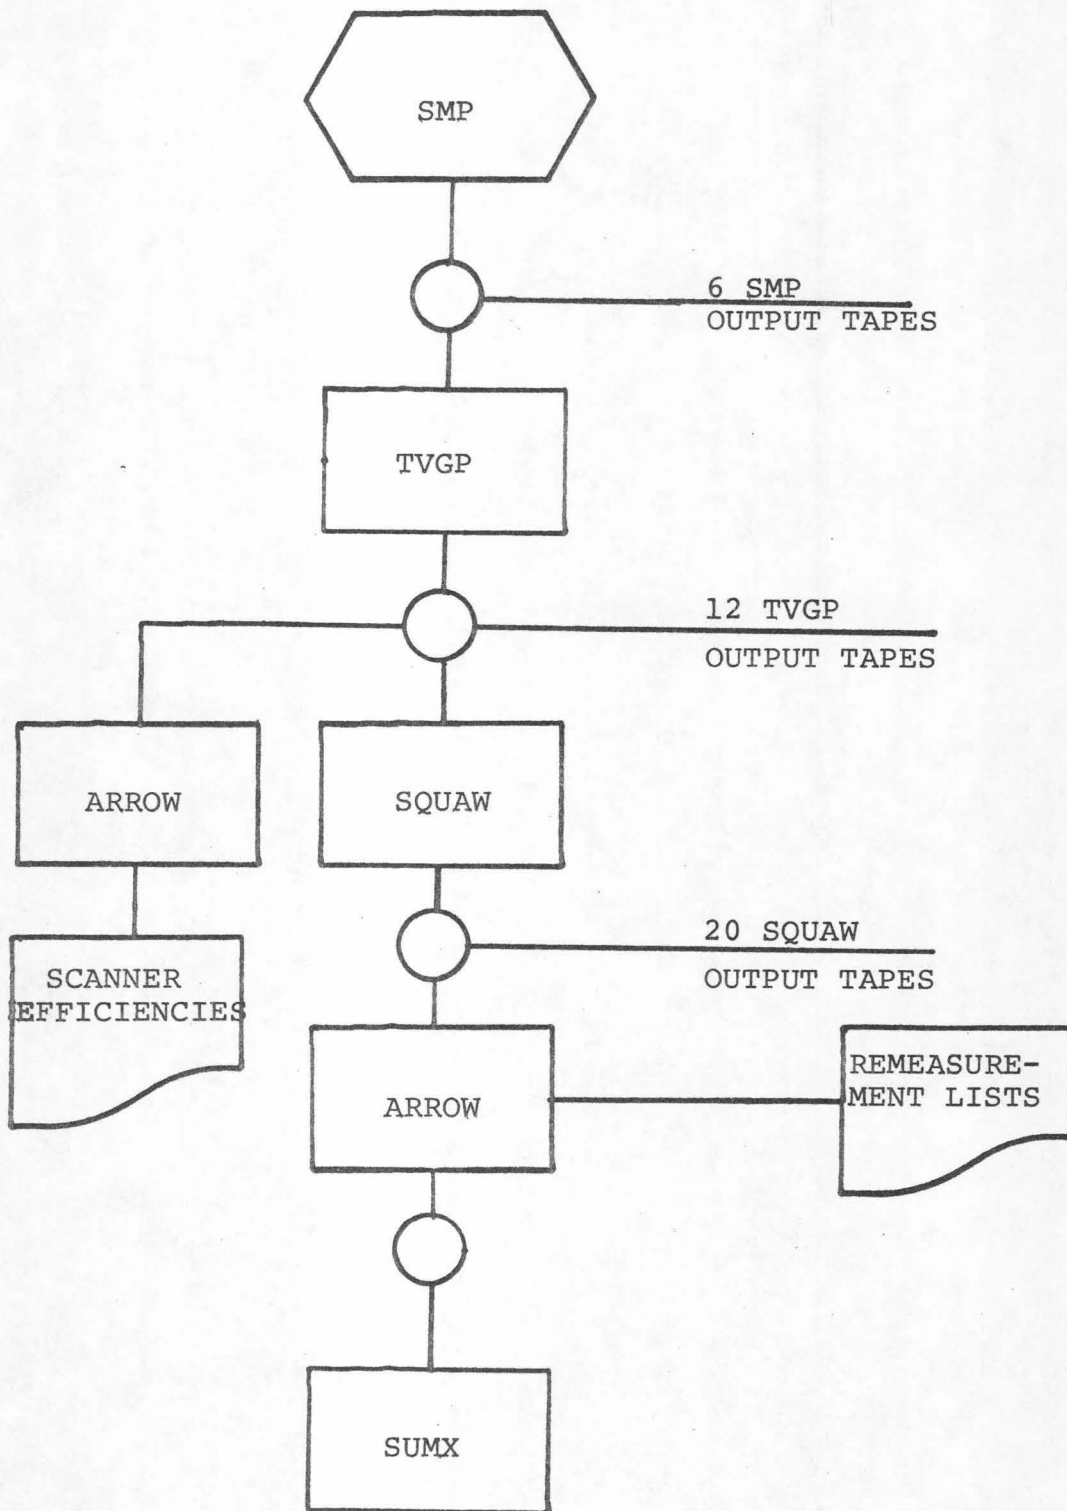 SMP
6 SMP
OUTPUT TAPES
TVGP
12 TVGP
OUTPUT TAPES
ARROW
SQUAW
SCANNER
EFFICIENCIES
20 SQUAW
OUTPUT TAPES
ARROW
REMEASURE-
MENT LISTS
SUMX